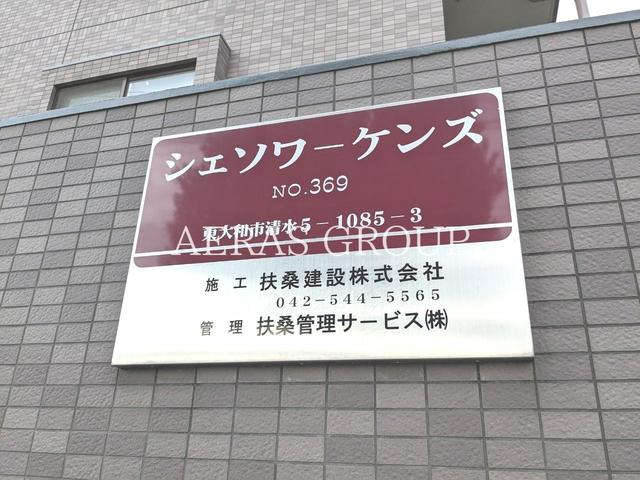 シェソワーケンズ
NO.369
東大和市清水5-1085-3
AERAS GROUP
施工 扶桑建設株式会社
042-544-5565
管理 扶桑管理サービス㈱